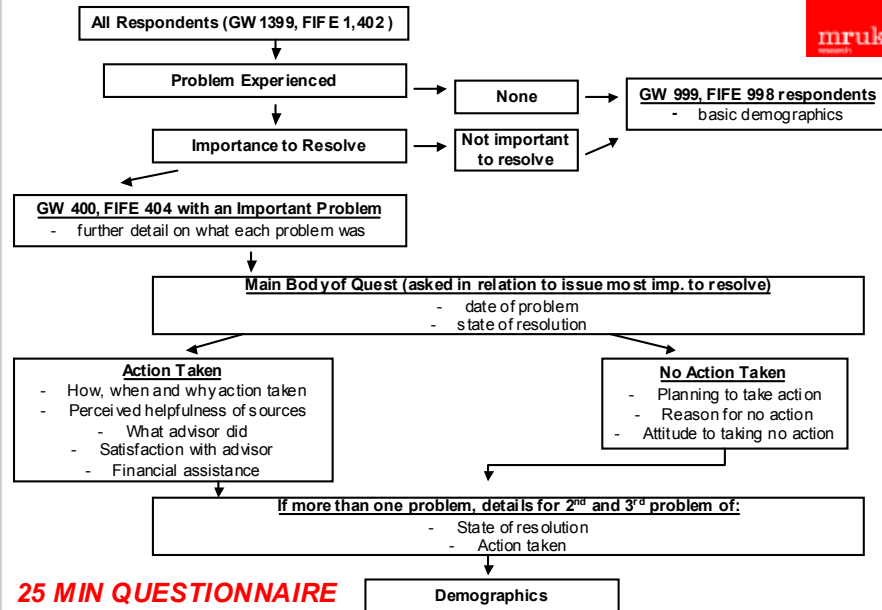 All Respondents (GW 1399, FIFE 1,402 )
mruk
research
Problem Experienced
None
GW 999, FIFE 998 respondents
- basic demographics
Importance to Resolve
Not important
to resolve
GW 400, FIFE 404 with an Important Problem
- further detail on what each problem was
Main Body of Quest (asked in relation to issue most imp. to resolve)
- date of problem
- state of resolution
Action Taken
- How, when and why action taken
- Perceived helpfulness of sources
- What advisor did
- Satisfaction with advisor
- Financial assistance
No Action Taken
- Planning to take action
- Reason for no action
- Attitude to taking no action
If more than one problem, details for 2nd and 3rd problem of:
- State of resolution
- Action taken
25 MIN QUESTIONNAIRE
Demographics